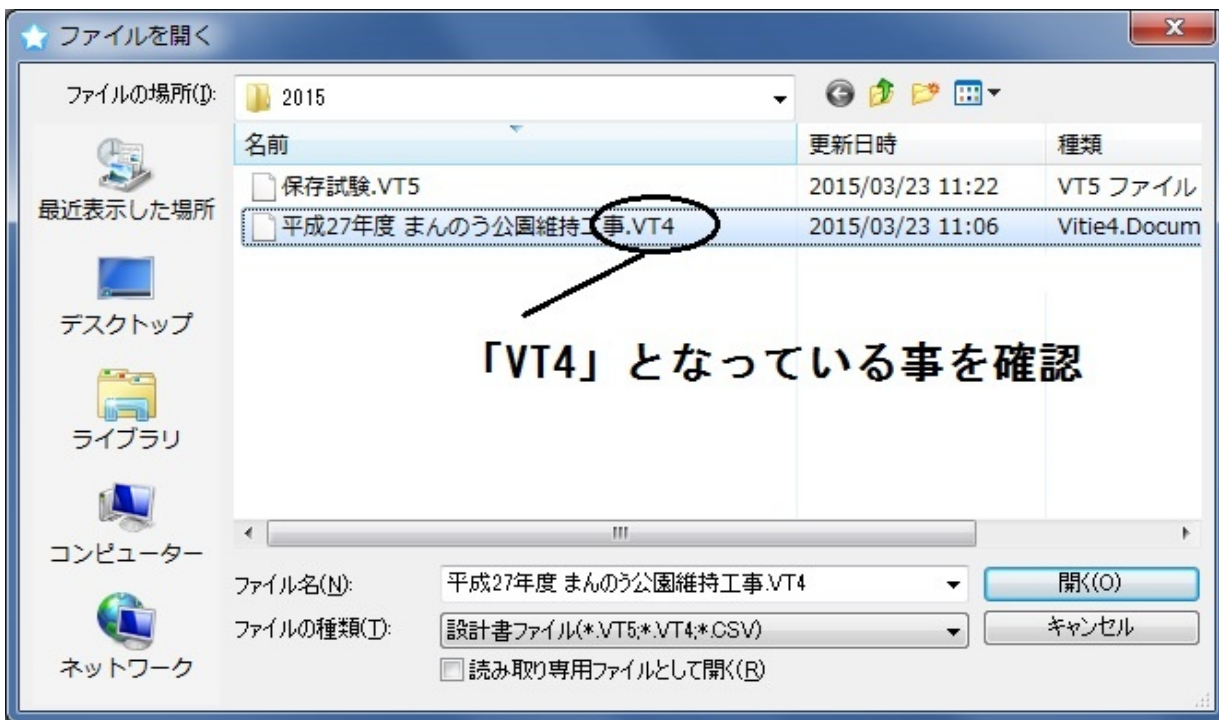 ファイルを開く
ファイルの場所(I):
2015
名前
更新日時
種類
保存試験.VT5
2015/03/23 11:22
VT5 ファイル
平成27年度 まんのう公園維持工事.VT4
2015/03/23 11:06
Vitie4.Docum
最近表示した場所
デスクトップ
ライブラリ
コンピューター
ネットワーク
「VT4」となっている事を確認
ファイル名(N):
平成27年度 まんのう公園維持工事.VT4
開く(O)
ファイルの種類(T):
設計書ファイル(*.VT5;*.VT4;*.CSV)
キャンセル
読み取り専用ファイルとして開く(R)